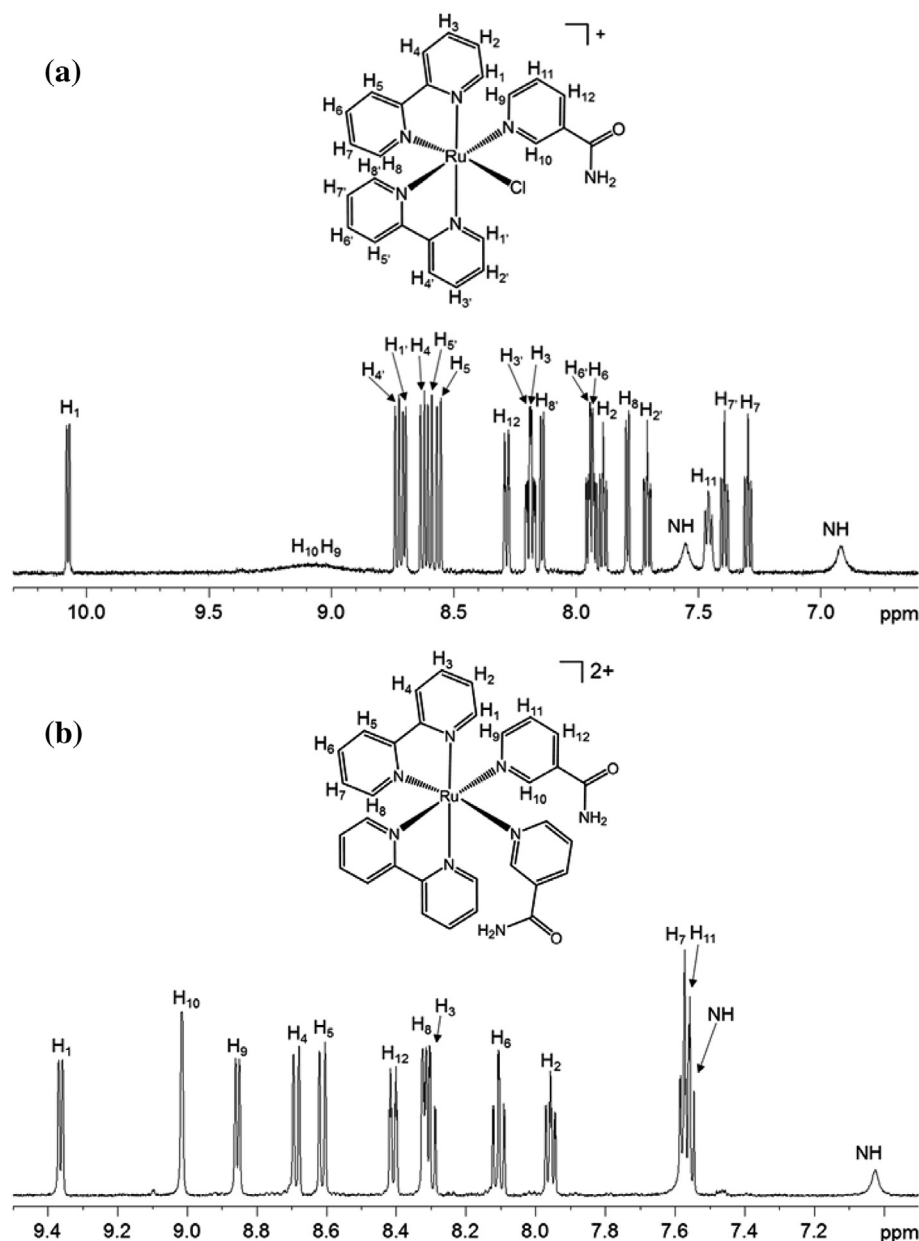 (a)
H₃
H₄ H₂
H₅ H₁
H₆ N
H₇ N
H₈' H₈
H₇' N
H₆' N
H₅' H₁'
H₄' H₂'
H₃'
Ru
Cl
]+
H₁₁
H₉ H₁₂
N O
H₁₀
NH₂
H₁
H₁₀ H₉
H₄' H₁' H₄ H₅' H₅
H₁₂
H₃' H₃
H₈'
H₆' H₆
H₂ H₈ H₂'
NH
H₁₁
H₇' H₇
NH
10.0 9.5 9.0 8.5 8.0 7.5 7.0 ppm
(b)
H₃
H₄ H₂
H₅ H₁
H₆ N
H₇ N
H₈
N
N
Ru
]2+
H₁₁
H₉ H₁₂
N O
H₁₀
NH₂
N
H₂N O
H₁
H₁₀
H₉
H₄ H₅
H₁₂
H₈ H₃
H₆
H₂
H₇ H₁₁
NH
NH
9.4 9.2 9.0 8.8 8.6 8.4 8.2 8.0 7.8 7.6 7.4 7.2 ppm